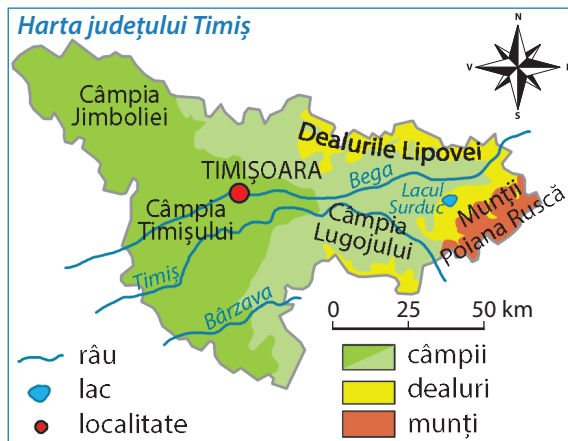 Harta județului Timiș
N
V
E
S
Câmpia
Jimboliei
Dealurile Lipovei
TIMIȘOARA
Bega
Lacul
Surduc
Munții
Poiana Ruscă
Câmpia
Timișului
Câmpia
Lugojului
Timiș
Bârzava
0 25 50 km
râu
lac
localitate
câmpii
dealuri
munți